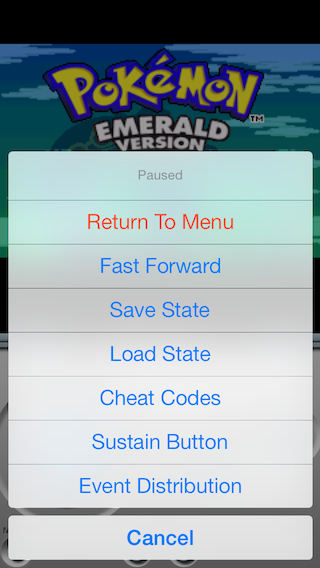 POKéMON
TM
EMERALD
VERSION
Paused
Return To Menu
Fast Forward
Save State
Load State
Cheat Codes
Sustain Button
Event Distribution
Cancel